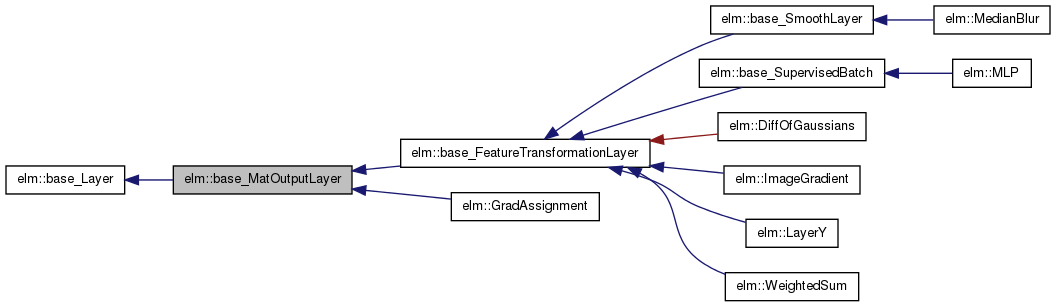 elm::base_SmoothLayer
elm::MedianBlur
elm::base_SupervisedBatch
elm::MLP
elm::DiffOfGaussians
elm::base_FeatureTransformationLayer
elm::base_Layer
elm::base_MatOutputLayer
elm::ImageGradient
elm::GradAssignment
elm::LayerY
elm::WeightedSum